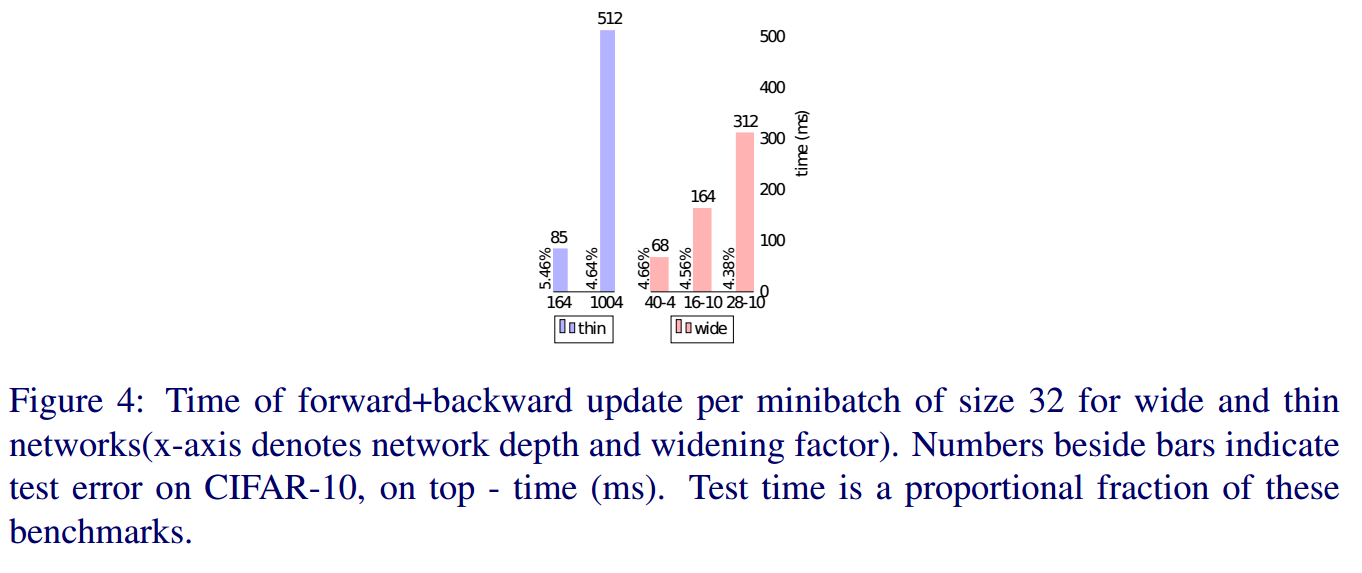 512
500
400
312
300
time (ms)
200
164
100
85
68
5.46%
4.64%
4.66%
4.56%
4.38%
0
164 1004 40-4 16-10 28-10
thin wide
Figure 4: Time of forward+backward update per minibatch of size 32 for wide and thin
networks(x-axis denotes network depth and widening factor). Numbers beside bars indicate
test error on CIFAR-10, on top - time (ms). Test time is a proportional fraction of these
benchmarks.